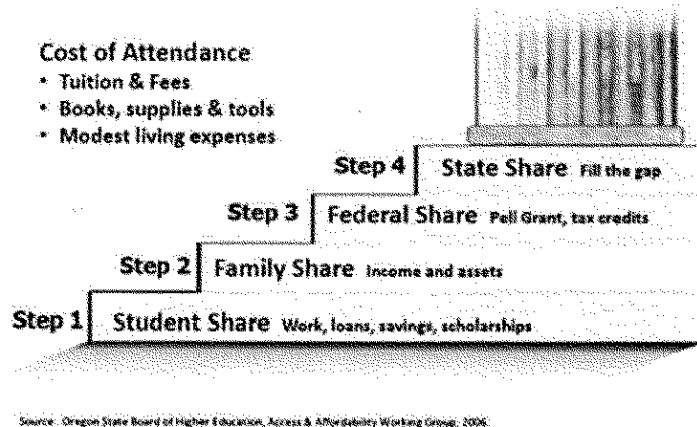 Cost of Attendance
• Tuition & Fees
• Books, supplies & tools
• Modest living expenses
Step 4 State Share Fill the gap
Step 3 Federal Share Pell Grant, tax credits
Step 2 Family Share Income and assets
Step 1 Student Share Work, loans, savings, scholarships
Source: Oregon State Board of Higher Education, Access & Affordability Working Group, 2006.